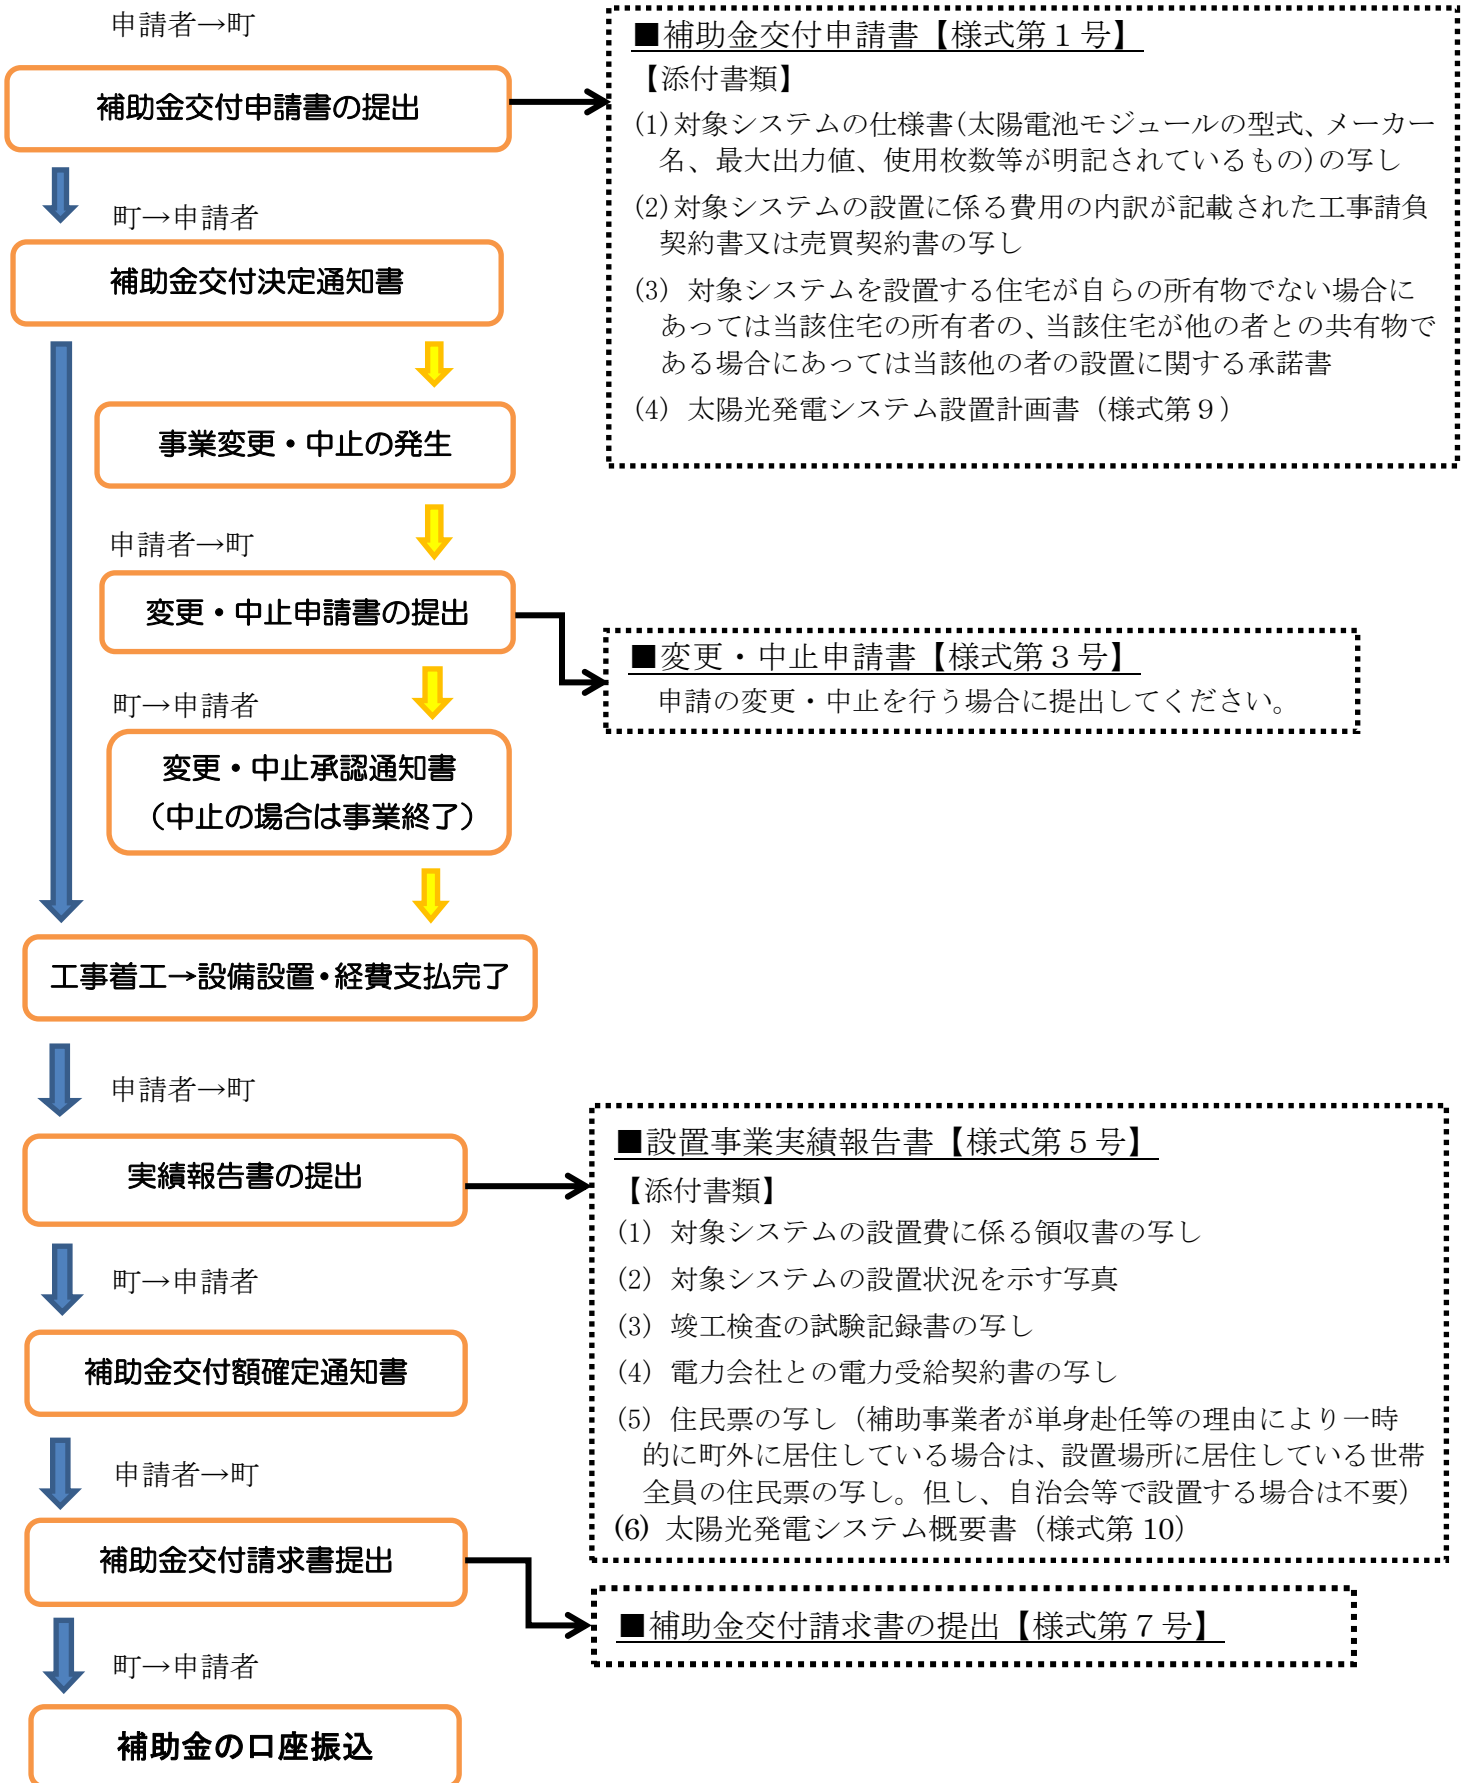 申請者→町
補助金交付申請書の提出
■補助金交付申請書【様式第１号】
【添付書類】
(1)対象システムの仕様書(太陽電池モジュールの型式、メーカー
名、最大出力値、使用枚数等が明記されているもの)の写し
(2)対象システムの設置に係る費用の内訳が記載された工事請負
契約書又は売買契約書の写し
(3) 対象システムを設置する住宅が自らの所有物でない場合に
あっては当該住宅の所有者の、当該住宅が他の者との共有物で
ある場合にあっては当該他の者の設置に関する承諾書
(4) 太陽光発電システム設置計画書（様式第９）
町→申請者
補助金交付決定通知書
事業変更・中止の発生
申請者→町
変更・中止申請書の提出
■変更・中止申請書【様式第３号】
申請の変更・中止を行う場合に提出してください。
町→申請者
変更・中止承認通知書
（中止の場合は事業終了）
工事着工→設備設置・経費支払完了
申請者→町
実績報告書の提出
■設置事業実績報告書【様式第５号】
【添付書類】
(1) 対象システムの設置費に係る領収書の写し
(2) 対象システムの設置状況を示す写真
(3) 竣工検査の試験記録書の写し
(4) 電力会社との電力受給契約書の写し
(5) 住民票の写し（補助事業者が単身赴任等の理由により一時
的に町外に居住している場合は、設置場所に居住している世帯
全員の住民票の写し。但し、自治会等で設置する場合は不要）
(6) 太陽光発電システム概要書（様式第 10）
町→申請者
補助金交付額確定通知書
申請者→町
補助金交付請求書提出
■補助金交付請求書の提出【様式第７号】
町→申請者
補助金の口座振込